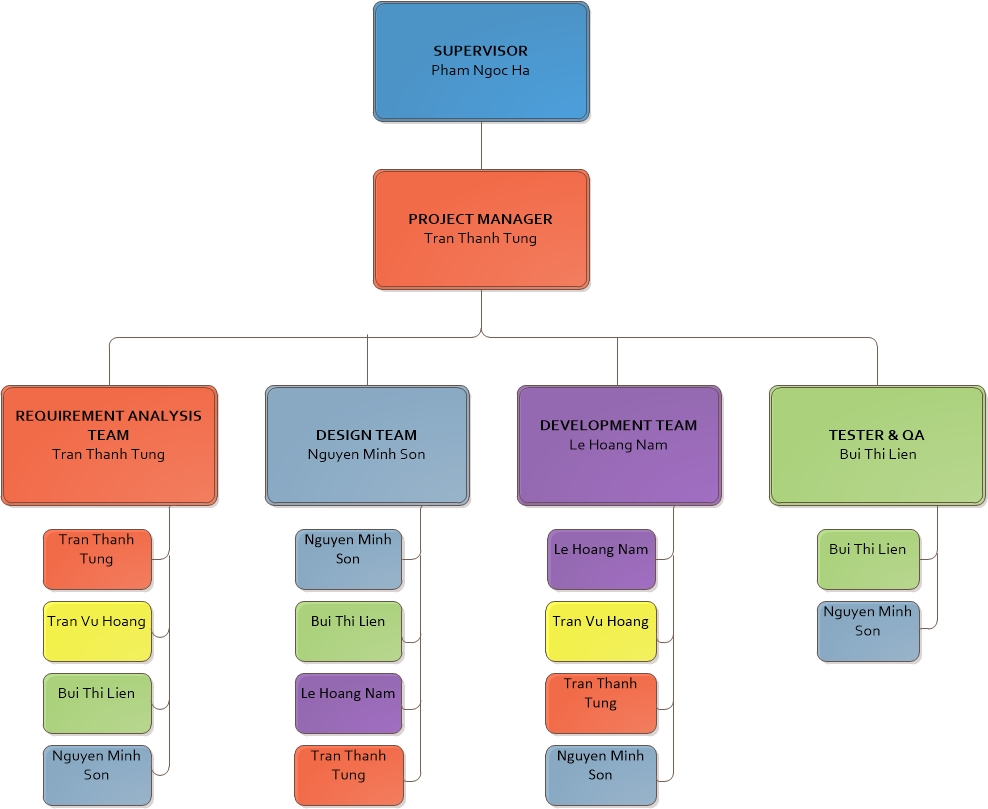 SUPERVISOR
Pham Ngoc Ha
PROJECT MANAGER
Tran Thanh Tung
REQUIREMENT ANALYSIS
TEAM
Tran Thanh Tung
DESIGN TEAM
Nguyen Minh Son
DEVELOPMENT TEAM
Le Hoang Nam
TESTER & QA
Bui Thi Lien
Tran Thanh
Tung
Tran Vu Hoang
Bui Thi Lien
Nguyen Minh
Son
Nguyen Minh
Son
Bui Thi Lien
Le Hoang Nam
Tran Thanh
Tung
Le Hoang Nam
Tran Vu Hoang
Tran Thanh
Tung
Nguyen Minh
Son
Bui Thi Lien
Nguyen Minh
Son